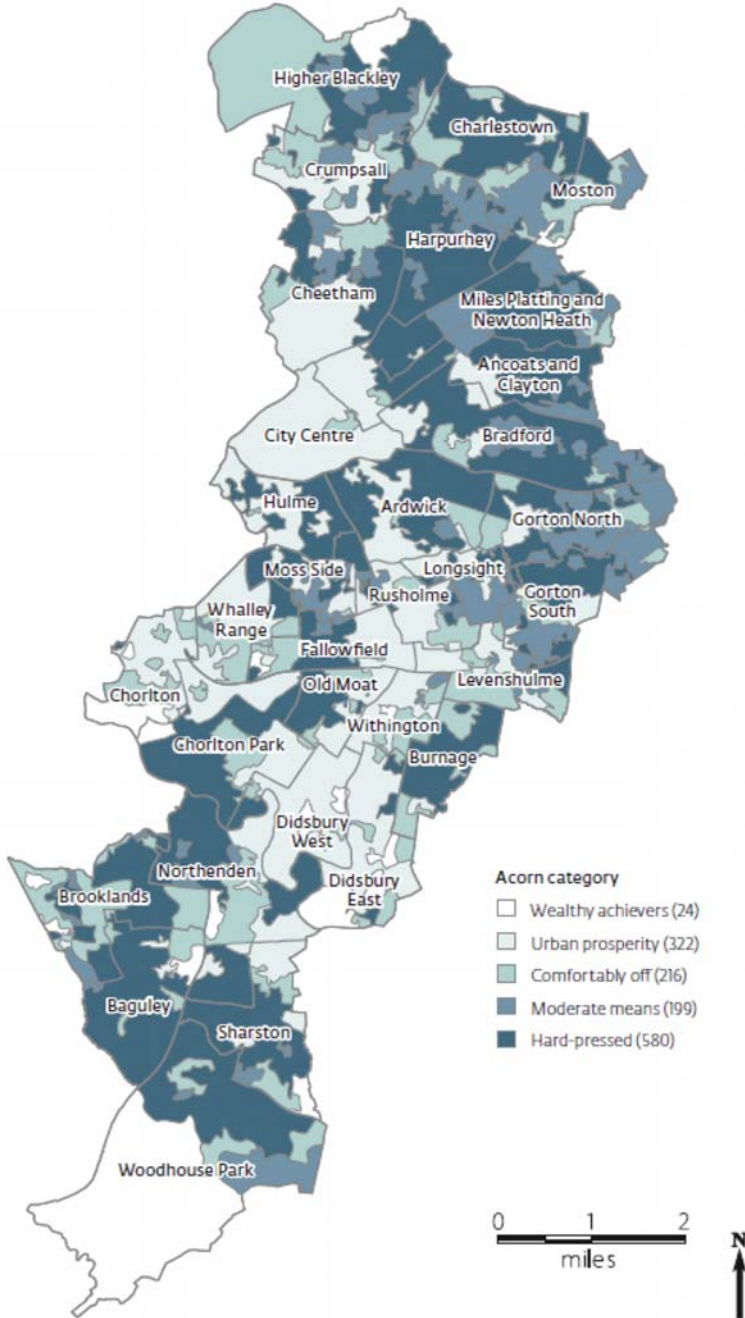 Higher Blackley
Charlestown
Crumpsall
Moston
Harpurhey
Cheetham
Miles Platting and
Newton Heath
Ancoats and
Clayton
City Centre
Bradford
Hulme
Ardwick
Gorton North
Moss Side
Longsight
Rusholme
Gorton
South
Whalley
Range
Fallowfield
Old Moat
Levenshulme
Chorlton
Withington
Chorlton Park
Burnage
Didsbury
West
Northenden
Didsbury
East
Brooklands
Baguley
Sharston
Woodhouse Park
Acorn category
Wealthy achievers (24)
Urban prosperity (322)
Comfortably off (216)
Moderate means (199)
Hard-pressed (580)
0 1 2
miles
N